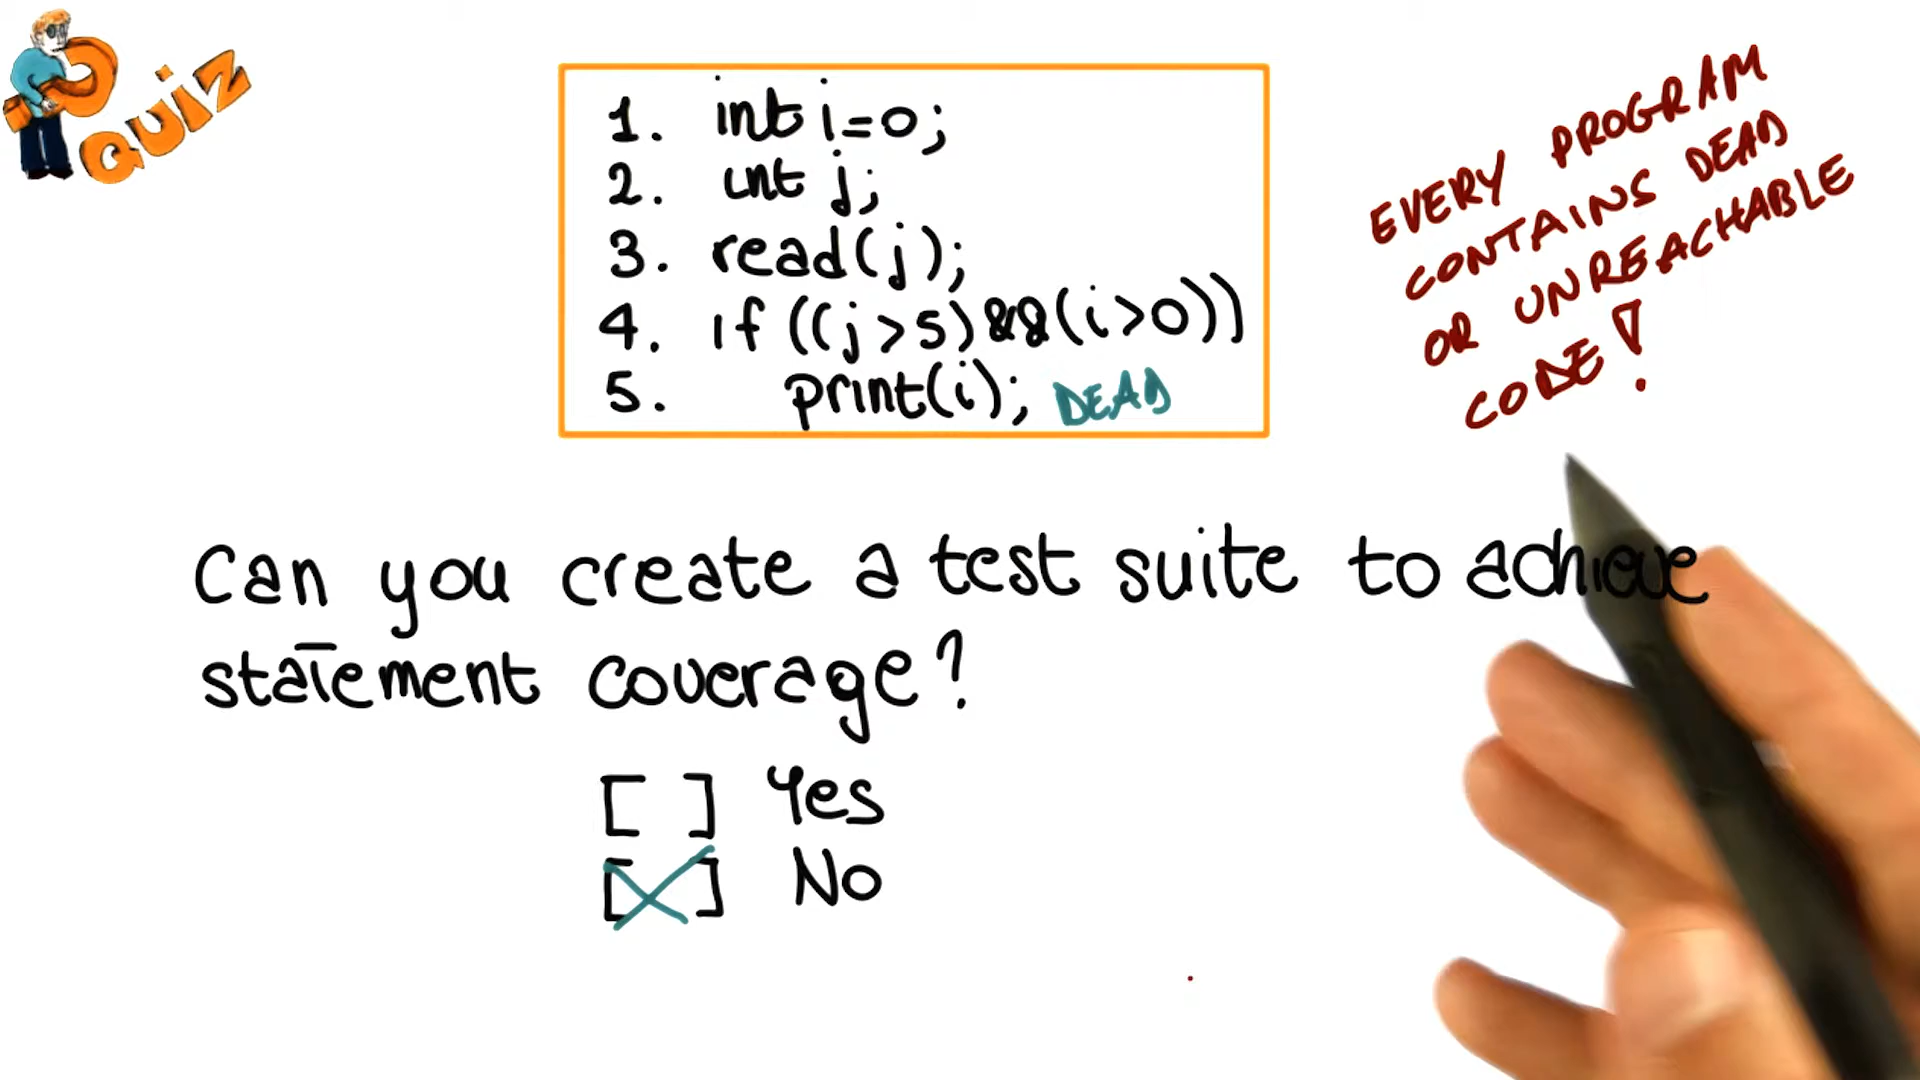 QUIZ
1. int i=0;
2. int j;
3. read(j);
4. if ((j>5)&&(i>0))
5. print(i); DEAD
EVERY PROGRAM
CONTAINS DEAD
OR UNREACHABLE
CODE!
Can you create a test suite to achieve
statement coverage?
[ ] Yes
[X] No